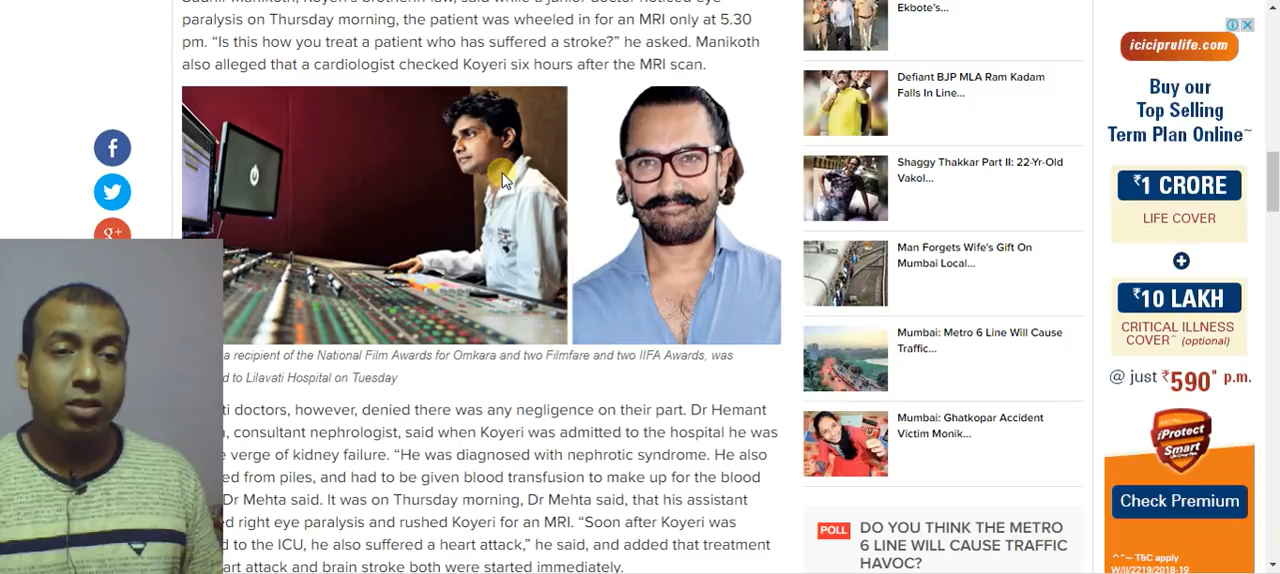 paralysis on Thursday morning, the patient was wheeled in for an MRI only at 5.30
pm. “Is this how you treat a patient who has suffered a stroke?” he asked. Manikoth
also alleged that a cardiologist checked Koyeri six hours after the MRI scan.
f
g+
a recipient of the National Film Awards for Omkara and two Filmfare and two IIFA Awards, was
d to Lilavati Hospital on Tuesday
ti doctors, however, denied there was any negligence on their part. Dr Hemant
, consultant nephrologist, said when Koyeri was admitted to the hospital he was
verge of kidney failure. “He was diagnosed with nephrotic syndrome. He also
ed from piles, and had to be given blood transfusion to make up for the blood
Dr Mehta said. It was on Thursday morning, Dr Mehta said, that his assistant
d right eye paralysis and rushed Koyeri for an MRI. “Soon after Koyeri was
d to the ICU, he also suffered a heart attack,” he said, and added that treatment
art attack and brain stroke both were started immediately.
Ekbote’s...
Defiant BJP MLA Ram Kadam
Falls In Line...
Shaggy Thakkar Part II: 22-Yr-Old
Vakol...
Man Forgets Wife’s Gift On
Mumbai Local...
Mumbai: Metro 6 Line Will Cause
Traffic...
Mumbai: Ghatkopar Accident
Victim Monik...
POLL
DO YOU THINK THE METRO
6 LINE WILL CAUSE TRAFFIC
HAVOC?
iciciprulife.com
Buy our
Top Selling
Term Plan Online~
₹1 CRORE
LIFE COVER
₹10 LAKH
CRITICAL ILLNESS
COVER^ (optional)
@ just ₹590* p.m.
iProtect
Smart
Check Premium
^~ T&C apply
W/II/2219/2018-19